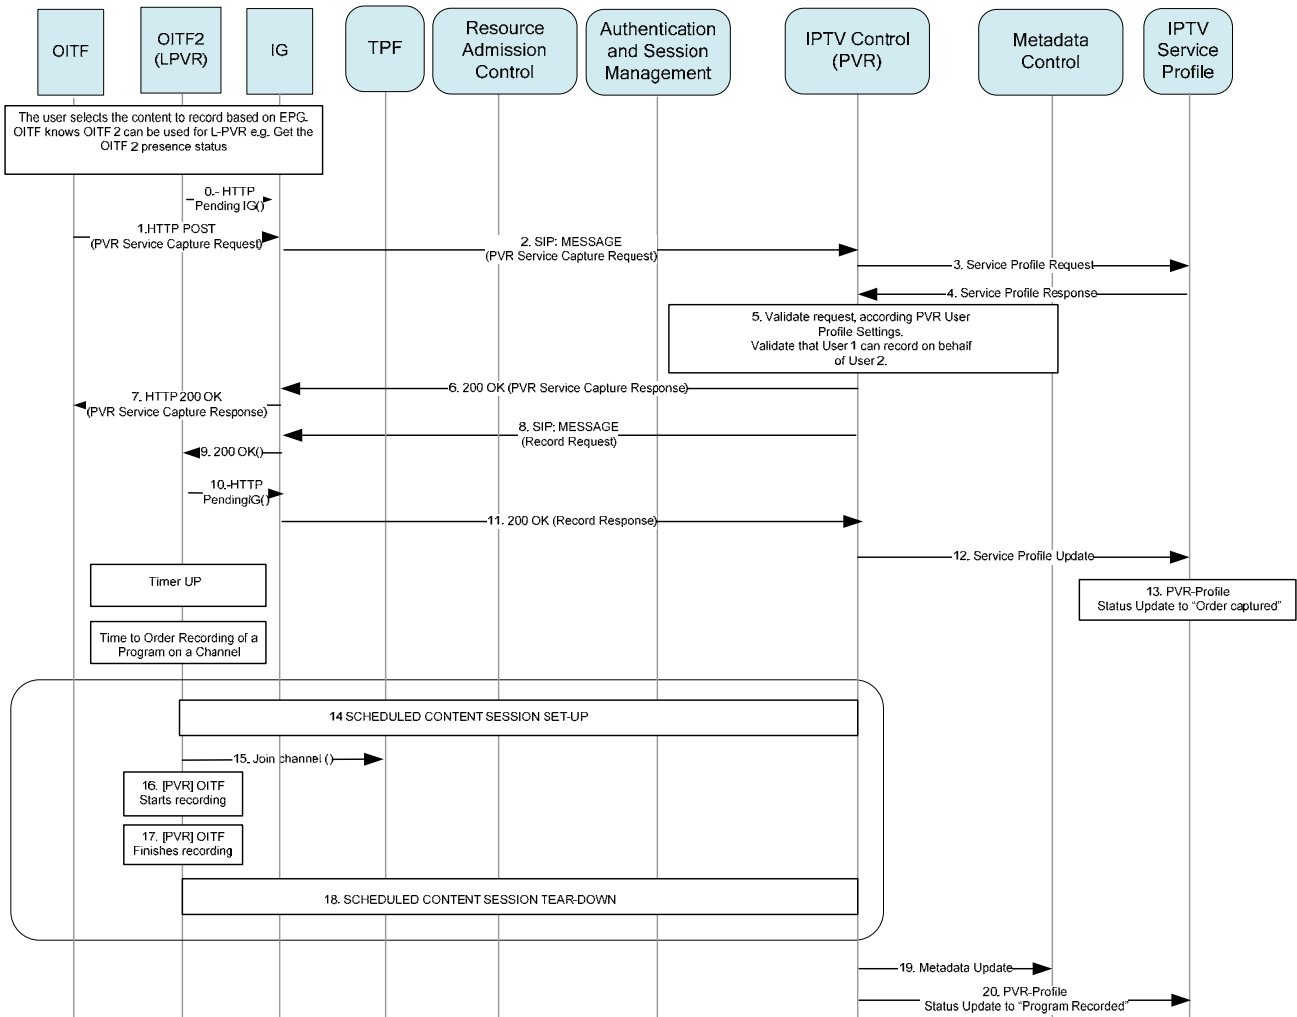 OITF
OITF2
(LPVR)
IG
TPF
Resource
Admission
Control
Authentication
and Session
Management
IPTV Control
(PVR)
Metadata
Control
IPTV
Service
Profile
The user selects the content to record based on EPG.
OITF knows OITF 2 can be used for L-PVR e.g. Get the
OITF 2 presence status
0.- HTTP
Pending IG()
1.HTTP POST
(PVR Service Capture Request)
2. SIP: MESSAGE
(PVR Service Capture Request)
3. Service Profile Request
4. Service Profile Response
5. Validate request, according PVR User
Profile Settings.
Validate that User 1 can record on behalf
of User 2.
6. 200 OK (PVR Service Capture Response)
7. HTTP 200 OK
(PVR Service Capture Response)
8. SIP: MESSAGE
(Record Request)
9. 200 OK()
10.-HTTP
PendingIG()
11. 200 OK (Record Response)
12. Service Profile Update
Timer UP
13. PVR-Profile
Status Update to “Order captured”
Time to Order Recording of a
Program on a Channel
14 SCHEDULED CONTENT SESSION SET-UP
15. Join channel ()
16. [PVR] OITF
Starts recording
17. [PVR] OITF
Finishes recording
18. SCHEDULED CONTENT SESSION TEAR-DOWN
19. Metadata Update
20. PVR-Profile
Status Update to “Program Recorded”